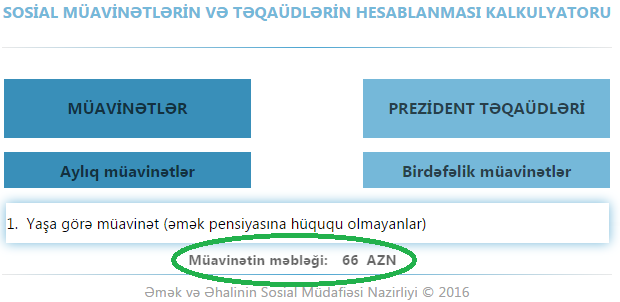 SOSİAL MÜAVİNƏTLƏRİN VƏ TƏQAÜDLƏRİN HESABLANMASI KALKULYATORU
MÜAVİNƏTLƏR
PREZİDENT TƏQAÜDLƏRİ
Aylıq müavinətlər
Birdəfəlik müavinətlər
1. Yaşa görə müavinət (əmək pensiyasına hüququ olmayanlar)
Müavinətin məbləği: 66 AZN
Əmək və Əhalinin Sosial Müdafiəsi Nazirliyi © 2016